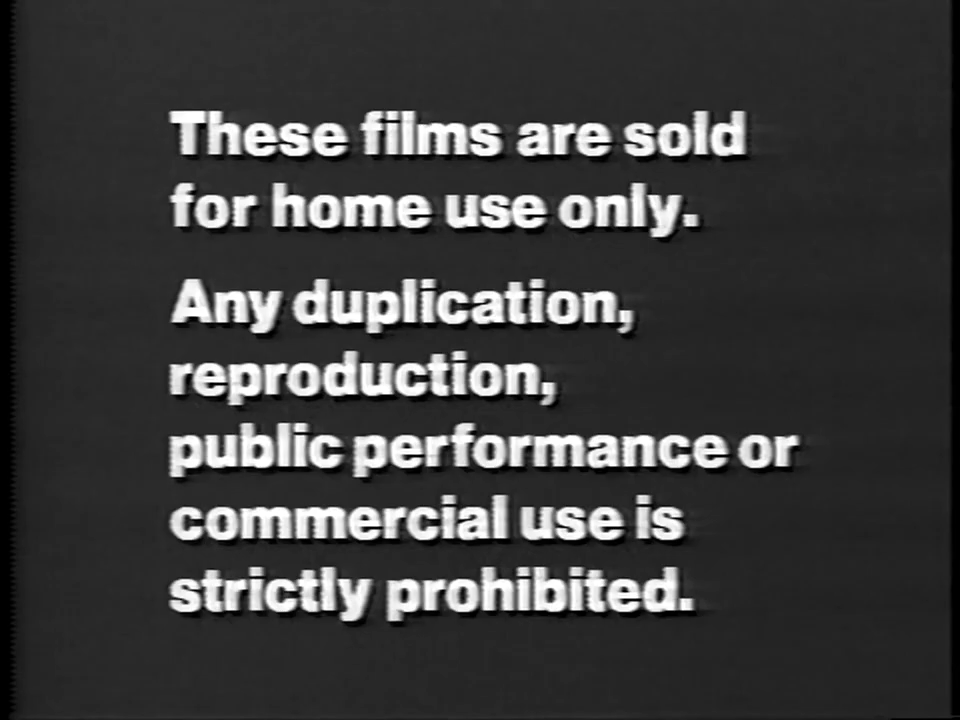 These films are sold
for home use only.
Any duplication,
reproduction,
public performance or
commercial use is
strictly prohibited.